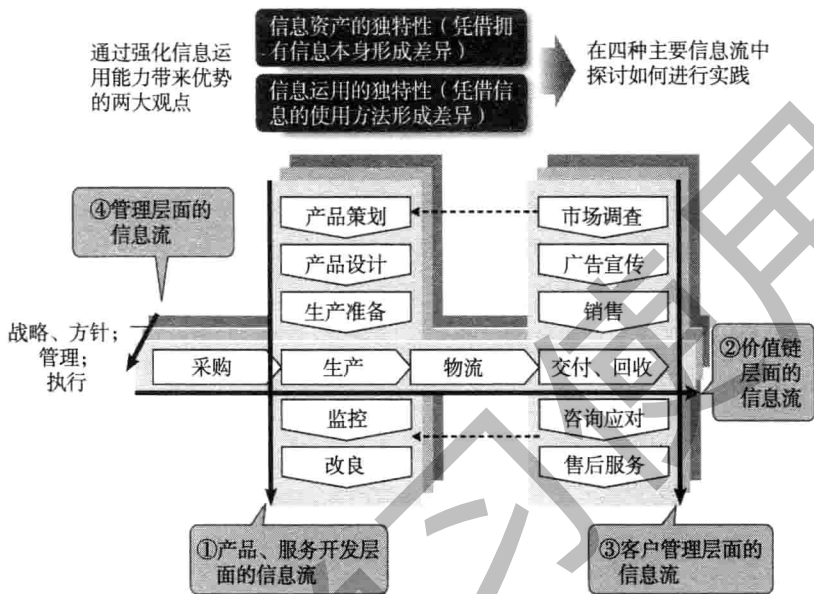 通过强化信息运
用能力带来优势
的两大观点
信息资产的独特性（凭借拥
有信息本身形成差异）
信息运用的独特性（凭借信
息的使用方法形成差异）
在四种主要信息流中
探讨如何进行实践
④管理层面的
信息流
产品策划
市场调查
产品设计
广告宣传
生产准备
销售
战略、方针；
管理；
执行
采购
生产
物流
交付、回收
②价值链
层面的
信息流
监控
咨询应对
改良
售后服务
①产品、服务开发层
面的信息流
③客户管理层面的
信息流
习使用